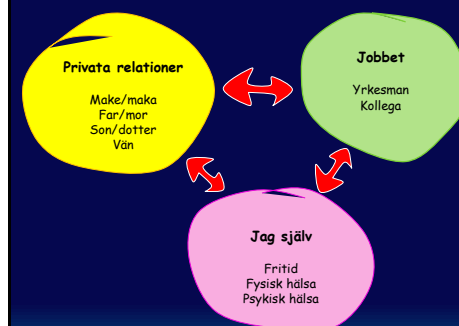 Privata relationer
Make/maka
Far/mor
Son/dotter
Vän
Jobbet
Yrkesman
Kollega
Jag själv
Fritid
Fysisk hälsa
Psykisk hälsa